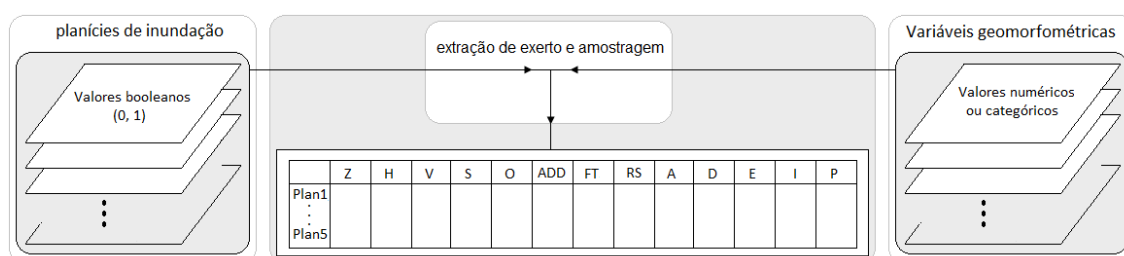 planícies de inundação
Valores booleanos
(0, 1)
extração de exerto e amostragem
Z H V S O ADD FT RS A D E I P
Plan1
Plan5
Variáveis geomorfométricas
Valores numéricos
ou categóricos